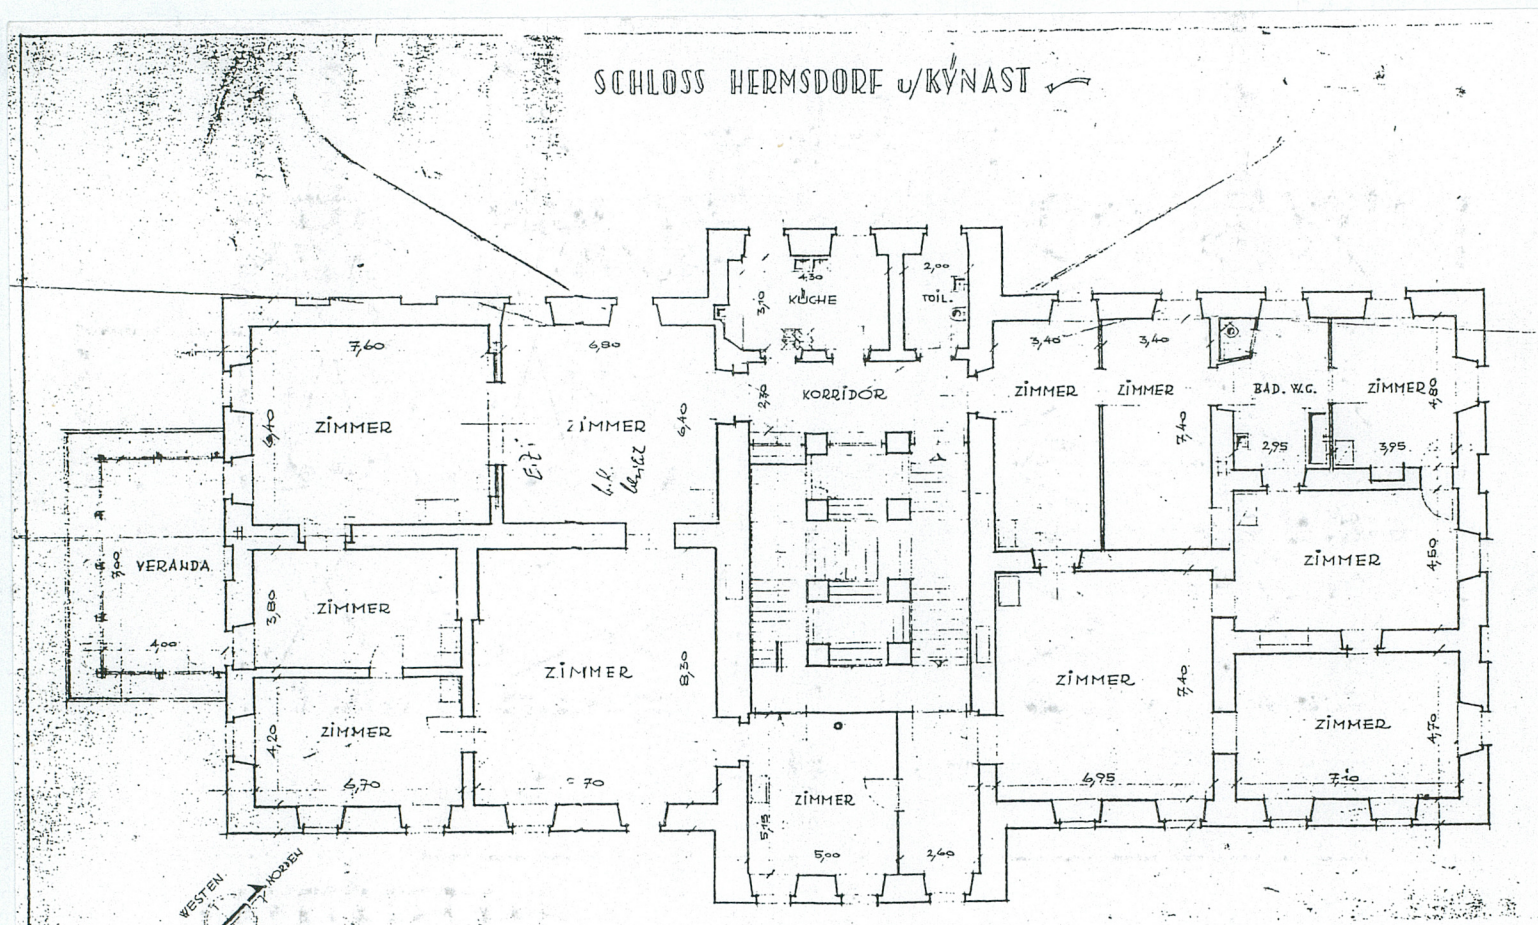 SCHLOSS HERMSDORF u/KYNAST
4,30
2,00
KÜCHE
TOIL.
3,10
7,60
6,80
3,40
3,40
KORRIDOR
ZIMMER
ZIMMER
BAD. W.C.
ZIMMER
4,80
ZIMMER
ZIMMER
6,40
6,40
7,40
2,95
3,95
VERANDA
7,00
4,00
ZIMMER
3,80
ZIMMER
4,50
ZIMMER
8,30
ZIMMER
7,40
ZIMMER
4,20
6,70
70
ZIMMER
4,70
6,95
7,10
ZIMMER
5,15
5,00
2,60
WESTEN
NORDEN